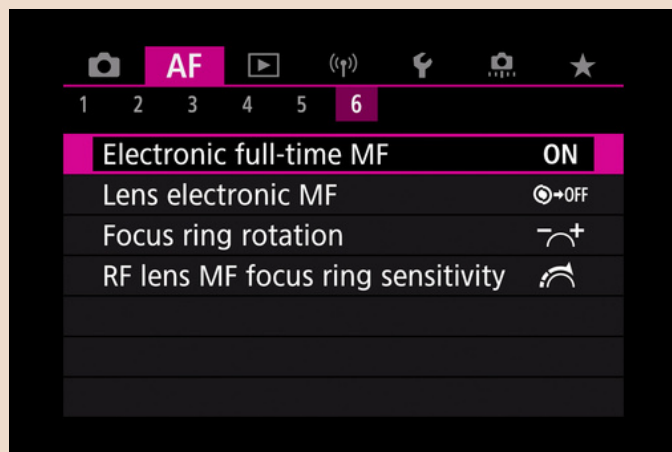 AF
1 2 3 4 5 6
Electronic full-time MF ON
Lens electronic MF →OFF
Focus ring rotation − +
RF lens MF focus ring sensitivity